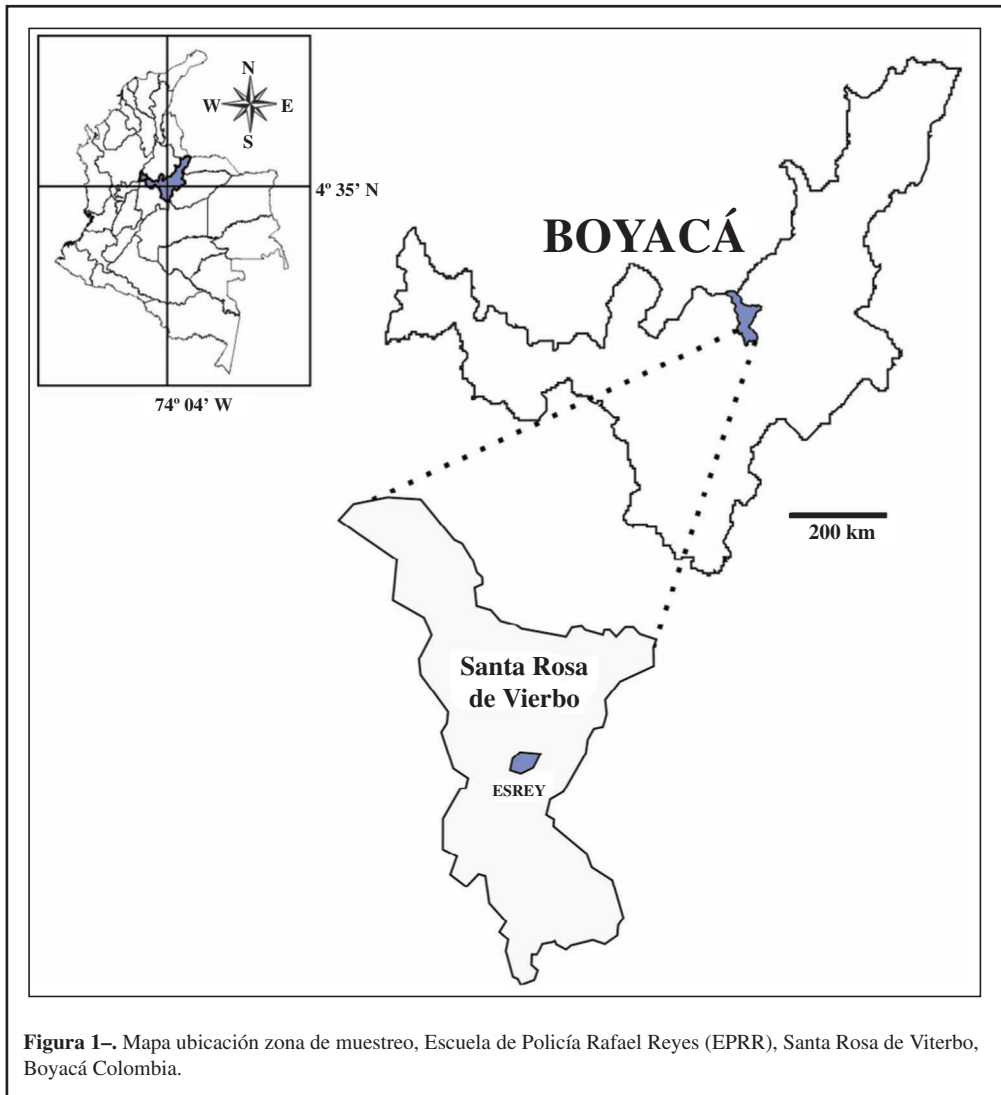 N
W E
S
4º 35’ N
74º 04’ W
BOYACÁ
200 km
Santa Rosa
de Vierbo
ESREY
Figura 1–. Mapa ubicación zona de muestreo, Escuela de Policía Rafael Reyes (EPRR), Santa Rosa de Viterbo,
Boyacá Colombia.